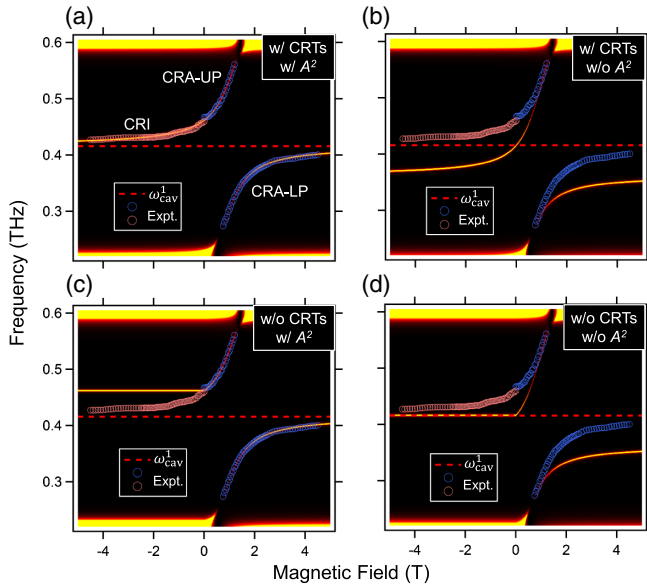 (a)
(b)
0.6
0.5
0.4
0.3
w/ CRTs
w/ A²
CRA-UP
CRI
CRA-LP
ω¹cav
Expt.
w/ CRTs
w/o A²
ω¹cav
Expt.
(c)
(d)
0.6
0.5
0.4
0.3
w/o CRTs
w/ A²
ω¹cav
Expt.
w/o CRTs
w/o A²
ω¹cav
Expt.
-4
-2
0
2
4
-4
-2
0
2
4
Frequency (THz)
Magnetic Field (T)